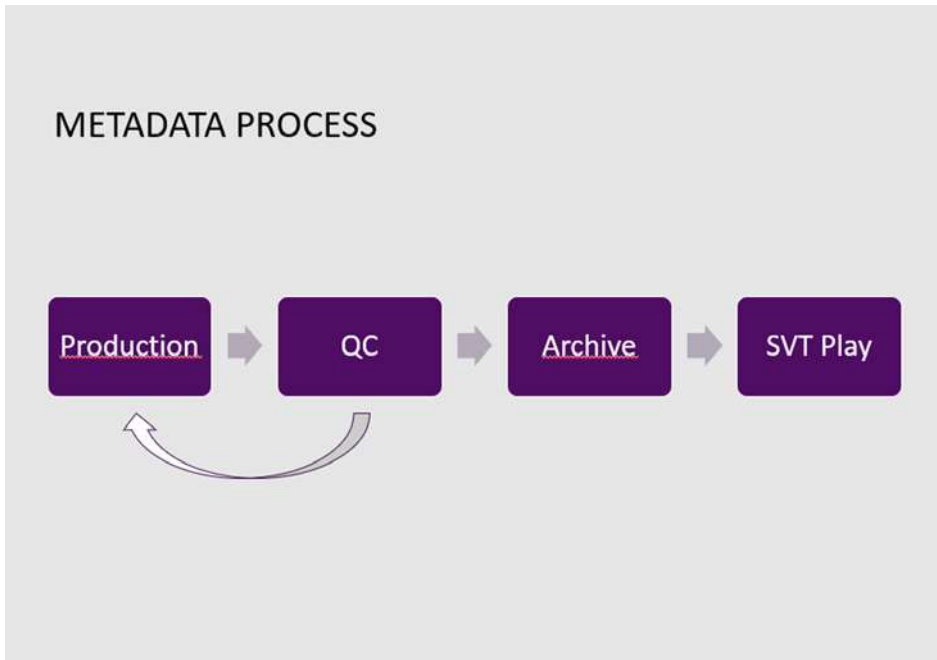 METADATA PROCESS
Production
QC
Archive
SVT Play